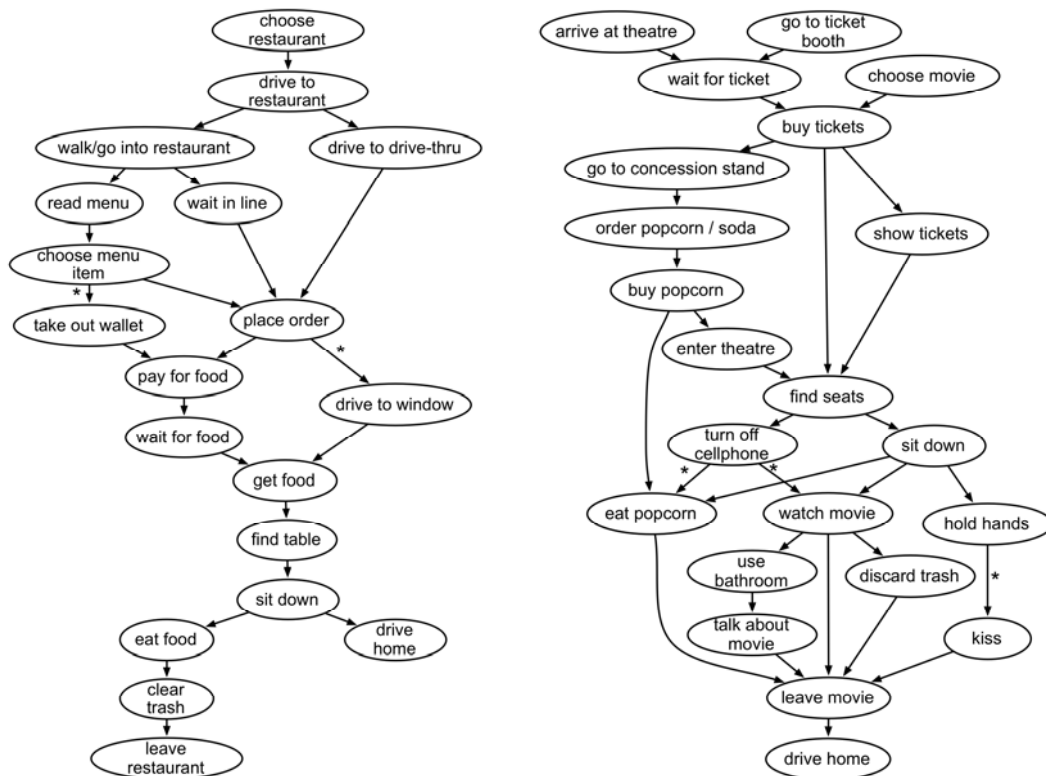 choose
restaurant
drive to
restaurant
walk/go into restaurant
drive to drive-thru
read menu
wait in line
choose menu
item
*
take out wallet
place order
*
pay for food
drive to window
wait for food
get food
find table
sit down
eat food
drive
home
clear
trash
leave
restaurant
arrive at theatre
go to ticket
booth
wait for ticket
choose movie
buy tickets
go to concession stand
order popcorn / soda
show tickets
buy popcorn
enter theatre
find seats
turn off
cellphone
sit down
*
*
eat popcorn
watch movie
hold hands
use
bathroom
discard trash
*
talk about
movie
kiss
leave movie
drive home